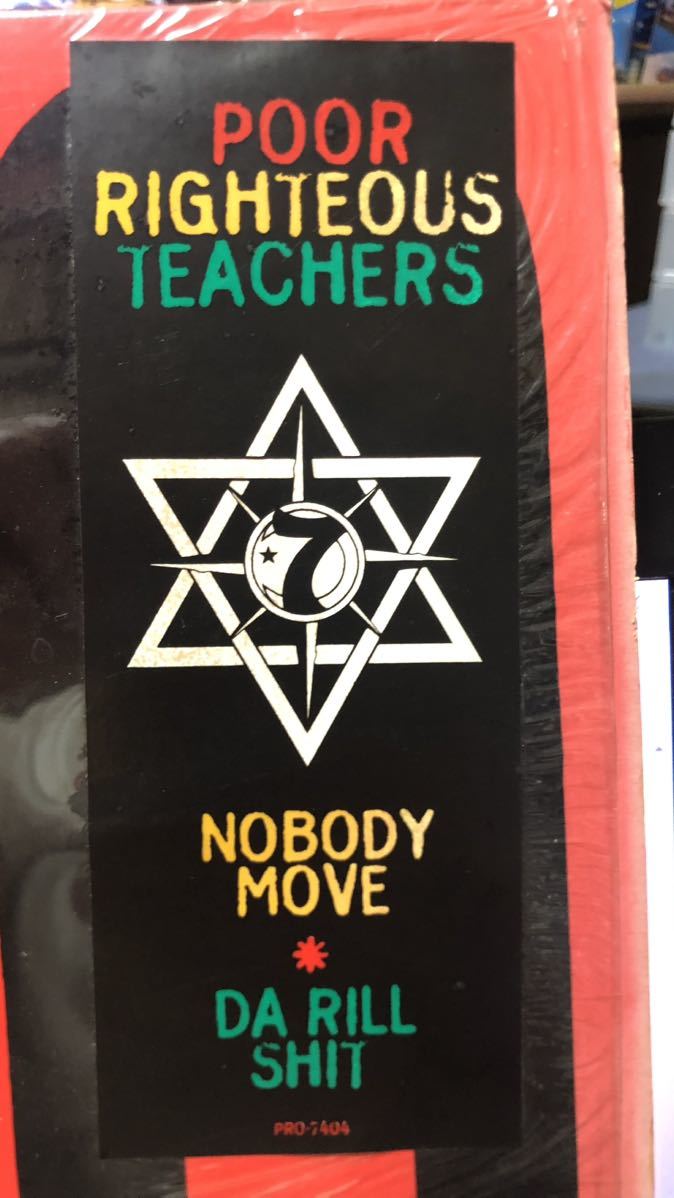 POOR
RIGHTEOUS
TEACHERS
7
NOBODY
MOVE
*
DA RILL
SHIT
PRO-7404